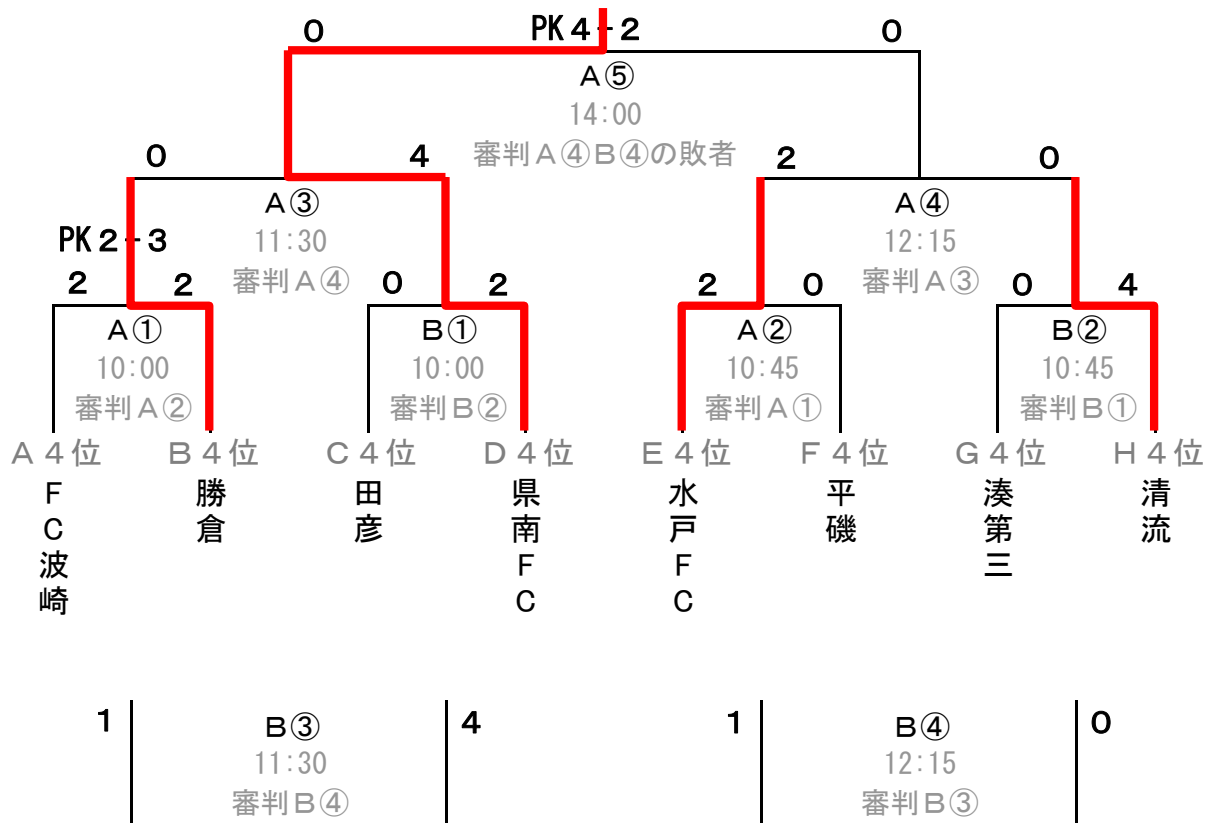 0 PK4-2 0
A⑤
14:00
審判A④B④の敗者
0 4 2 0
A③ A④
PK2-3 11:30 12:15
審判A④ 審判A③
2 2 0 2 2 0 0 4
A① B① A② B②
10:00 10:00 10:45 10:45
審判A② 審判B② 審判A① 審判B①
A4位 B4位 C4位 D4位 E4位 F4位 G4位 H4位
FC波崎 勝倉 田彦 県南FC 水戸FC 平磯 湊第三 清流
1 B③ 4 1 B④ 0
11:30 12:15
審判B④ 審判B③